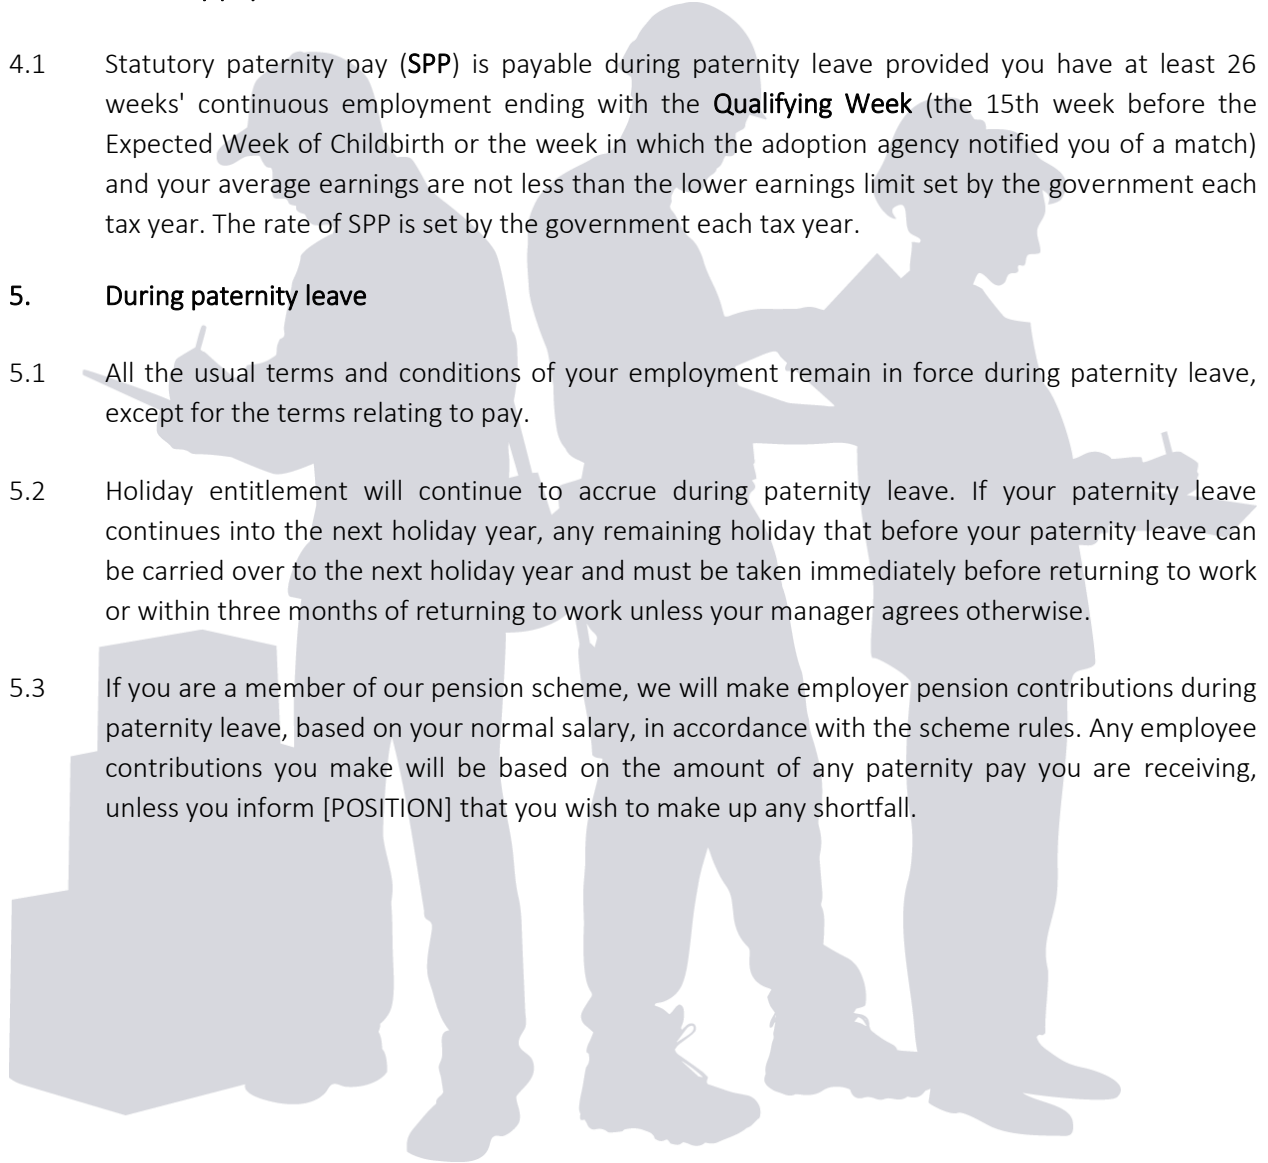 4.1 Statutory paternity pay (SPP) is payable during paternity leave provided you have at least 26
weeks' continuous employment ending with the Qualifying Week (the 15th week before the
Expected Week of Childbirth or the week in which the adoption agency notified you of a match)
and your average earnings are not less than the lower earnings limit set by the government each
tax year. The rate of SPP is set by the government each tax year.
5. During paternity leave
5.1 All the usual terms and conditions of your employment remain in force during paternity leave,
except for the terms relating to pay.
5.2 Holiday entitlement will continue to accrue during paternity leave. If your paternity leave
continues into the next holiday year, any remaining holiday that before your paternity leave can
be carried over to the next holiday year and must be taken immediately before returning to work
or within three months of returning to work unless your manager agrees otherwise.
5.3 If you are a member of our pension scheme, we will make employer pension contributions during
paternity leave, based on your normal salary, in accordance with the scheme rules. Any employee
contributions you make will be based on the amount of any paternity pay you are receiving,
unless you inform [POSITION] that you wish to make up any shortfall.